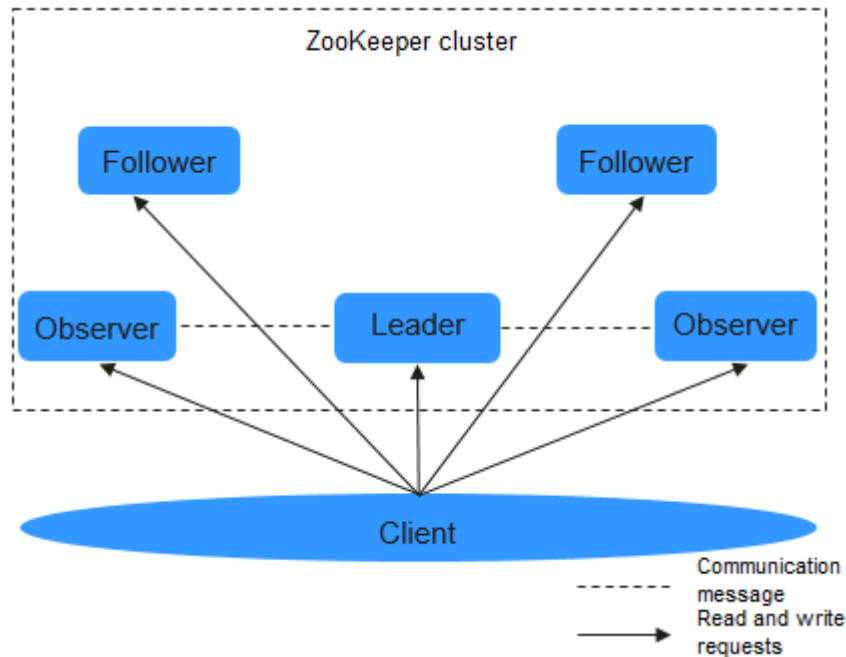 ZooKeeper cluster
Follower
Follower
Observer
Leader
Observer
Client
Communication
message
Read and write
requests